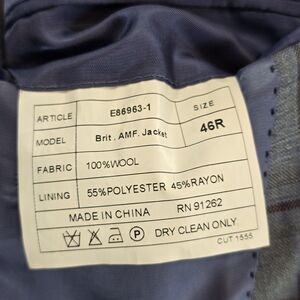 ARTICLE E86963-1 SIZE
MODEL Brit. AMF. Jacket 46R
FABRIC 100%WOOL
LINING 55%POLYESTER 45%RAYON
MADE IN CHINA RN 91262
P DRY CLEAN ONLY
CUT 1555